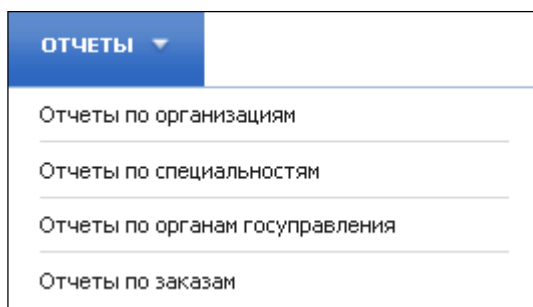 ОТЧЕТЫ
Отчеты по организациям
Отчеты по специальностям
Отчеты по органам госуправления
Отчеты по заказам